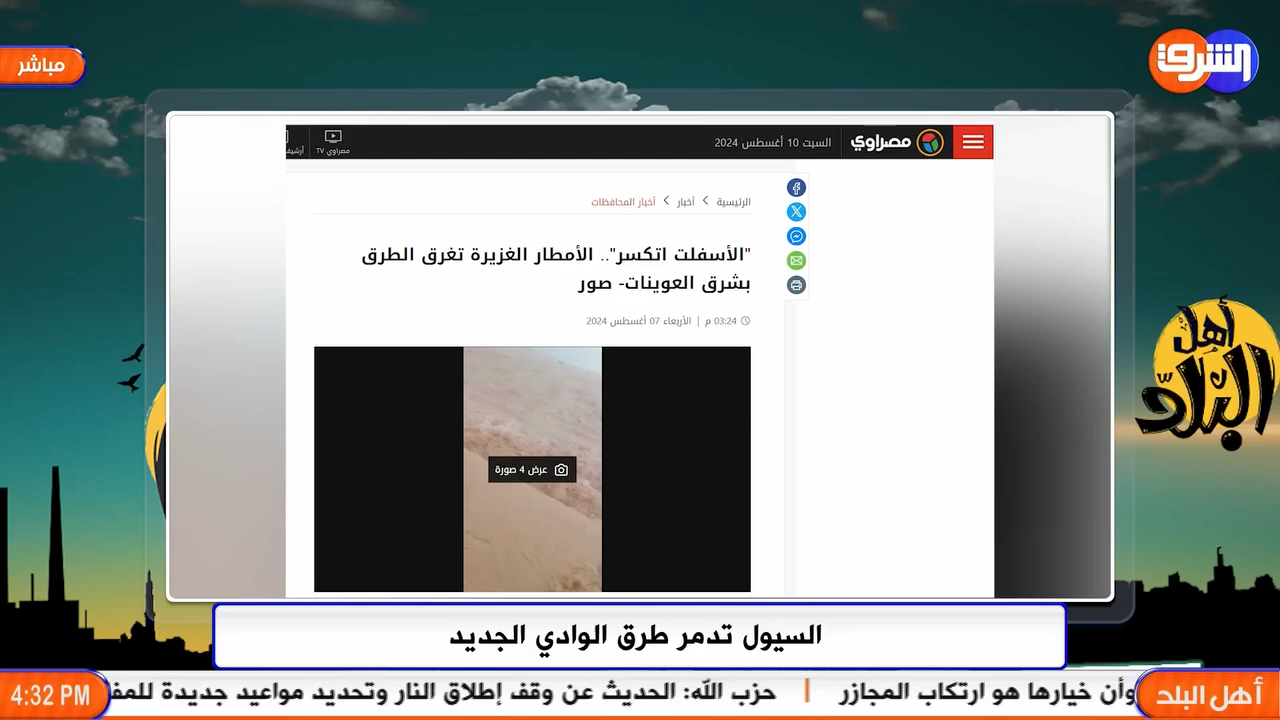 مباشر
الشرق
مصراوي
السبت 10 أغسطس 2024
مصراوي TV
الرئيسية
أخبار
أخبار المحافظات
"الأسفلت اتكسر".. الأمطار الغزيرة تغرق الطرق
بشرق العوينات- صور
03:24 م | الأربعاء 07 أغسطس 2024
عرض 4 صورة
أهل
البلد
السيول تدمر طرق الوادي الجديد
أهل البلد
وأن خيارها هو ارتكاب المجازر | حزب الله: الحديث عن وقف إطلاق النار وتحديد مواعيد جديدة
4:32 PM